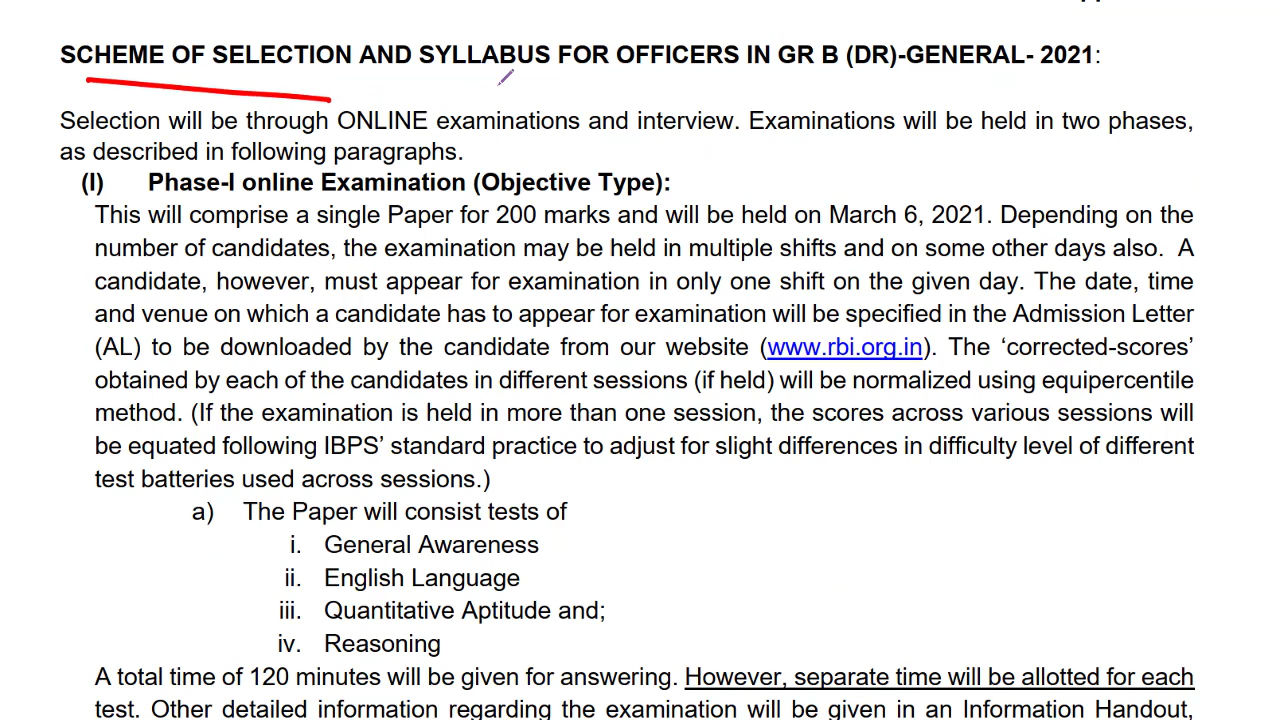 SCHEME OF SELECTION AND SYLLABUS FOR OFFICERS IN GR B (DR)-GENERAL- 2021:
Selection will be through ONLINE examinations and interview. Examinations will be held in two phases,
as described in following paragraphs.
(I) Phase-I online Examination (Objective Type):
This will comprise a single Paper for 200 marks and will be held on March 6, 2021. Depending on the
number of candidates, the examination may be held in multiple shifts and on some other days also. A
candidate, however, must appear for examination in only one shift on the given day. The date, time
and venue on which a candidate has to appear for examination will be specified in the Admission Letter
(AL) to be downloaded by the candidate from our website (www.rbi.org.in). The ‘corrected-scores’
obtained by each of the candidates in different sessions (if held) will be normalized using equipercentile
method. (If the examination is held in more than one session, the scores across various sessions will
be equated following IBPS’ standard practice to adjust for slight differences in difficulty level of different
test batteries used across sessions.)
a) The Paper will consist tests of
i. General Awareness
ii. English Language
iii. Quantitative Aptitude and;
iv. Reasoning
A total time of 120 minutes will be given for answering. However, separate time will be allotted for each
test. Other detailed information regarding the examination will be given in an Information Handout,